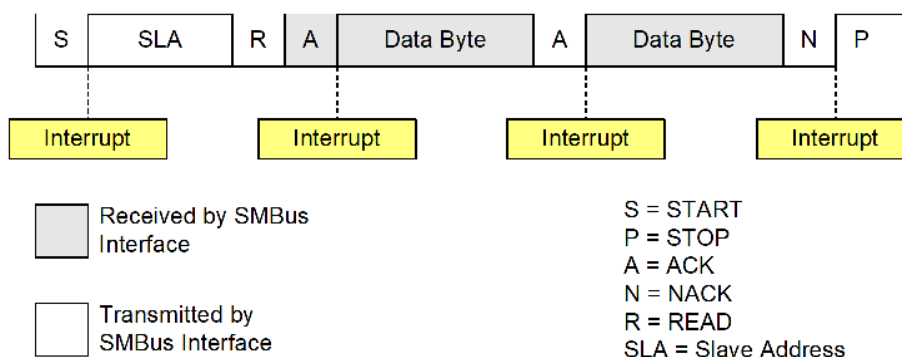 S SLA R A Data Byte A Data Byte N P
Interrupt Interrupt Interrupt Interrupt
Received by SMBus
Interface
Transmitted by
SMBus Interface
S = START
P = STOP
A = ACK
N = NACK
R = READ
SLA = Slave Address